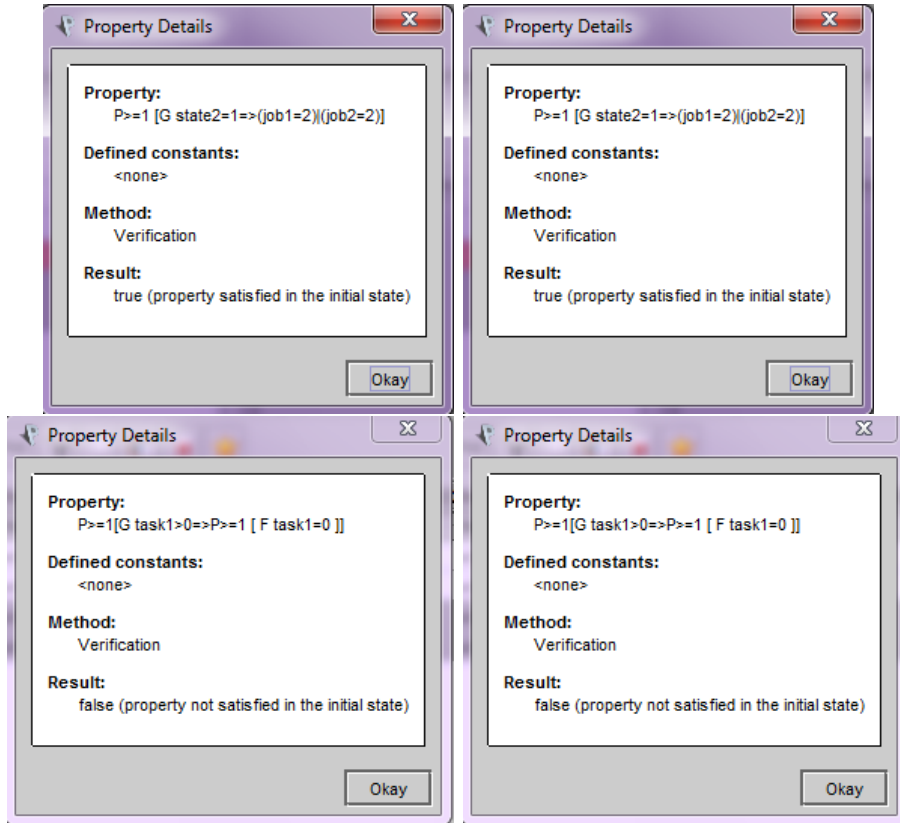 Property Details
Property:
P>=1 [G state2=1=>(job1=2)|(job2=2)]
Defined constants:
<none>
Method:
Verification
Result:
true (property satisfied in the initial state)
Okay
Property Details
Property:
P>=1 [G state2=1=>(job1=2)|(job2=2)]
Defined constants:
<none>
Method:
Verification
Result:
true (property satisfied in the initial state)
Okay
Property Details
Property:
P>=1[G task1>0=>P>=1 [ F task1=0 ]]
Defined constants:
<none>
Method:
Verification
Result:
false (property not satisfied in the initial state)
Okay
Property Details
Property:
P>=1[G task1>0=>P>=1 [ F task1=0 ]]
Defined constants:
<none>
Method:
Verification
Result:
false (property not satisfied in the initial state)
Okay